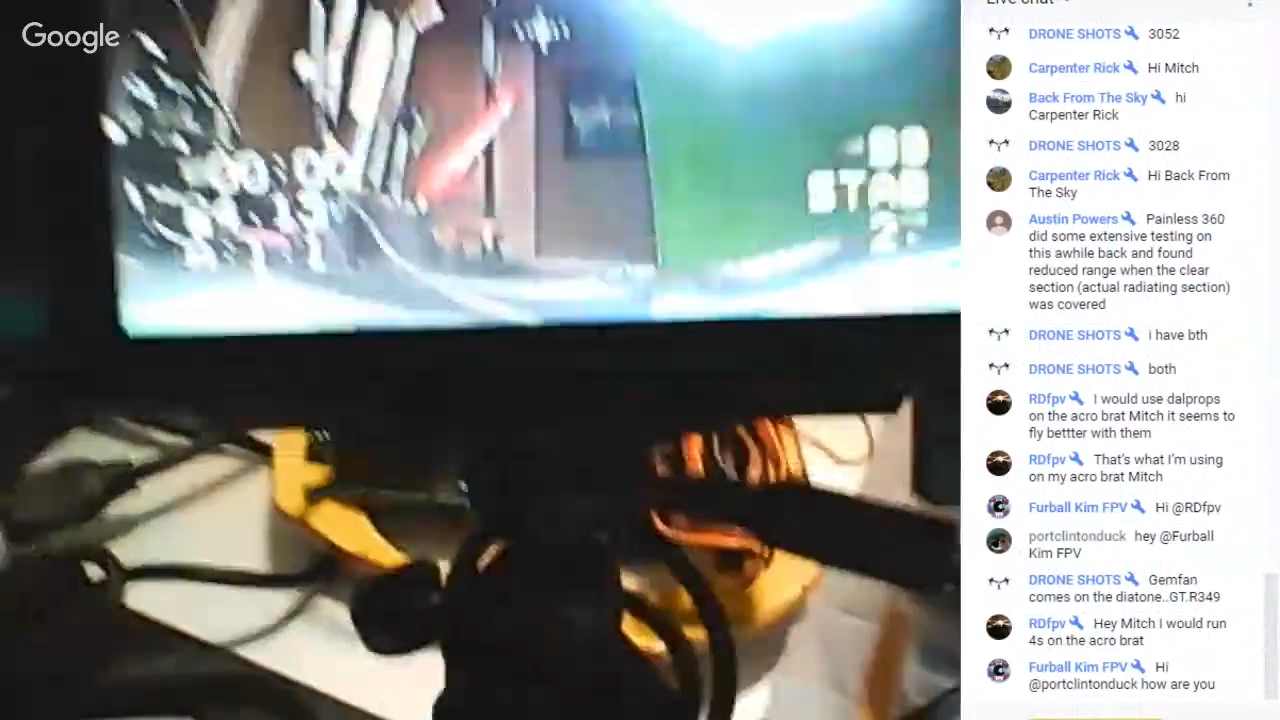 Google
00:00
STAB
Live chat
DRONE SHOTS 3052
Carpenter Rick Hi Mitch
Back From The Sky hi
Carpenter Rick
DRONE SHOTS 3028
Carpenter Rick Hi Back From
The Sky
Austin Powers Painless 360
did some extensive testing on
this awhile back and found
reduced range when the clear
section (actual radiating section)
was covered
DRONE SHOTS i have bth
DRONE SHOTS both
RDfpv I would use dalprops
on the acro brat Mitch it seems to
fly bettter with them
RDfpv That's what I'm using
on my acro brat Mitch
Furball Kim FPV Hi @RDfpv
portclintonduck hey @Furball
Kim FPV
DRONE SHOTS Gemfan
comes on the diatone..GT.R349
RDfpv Hey Mitch I would run
4s on the acro brat
Furball Kim FPV Hi
@portclintonduck how are you